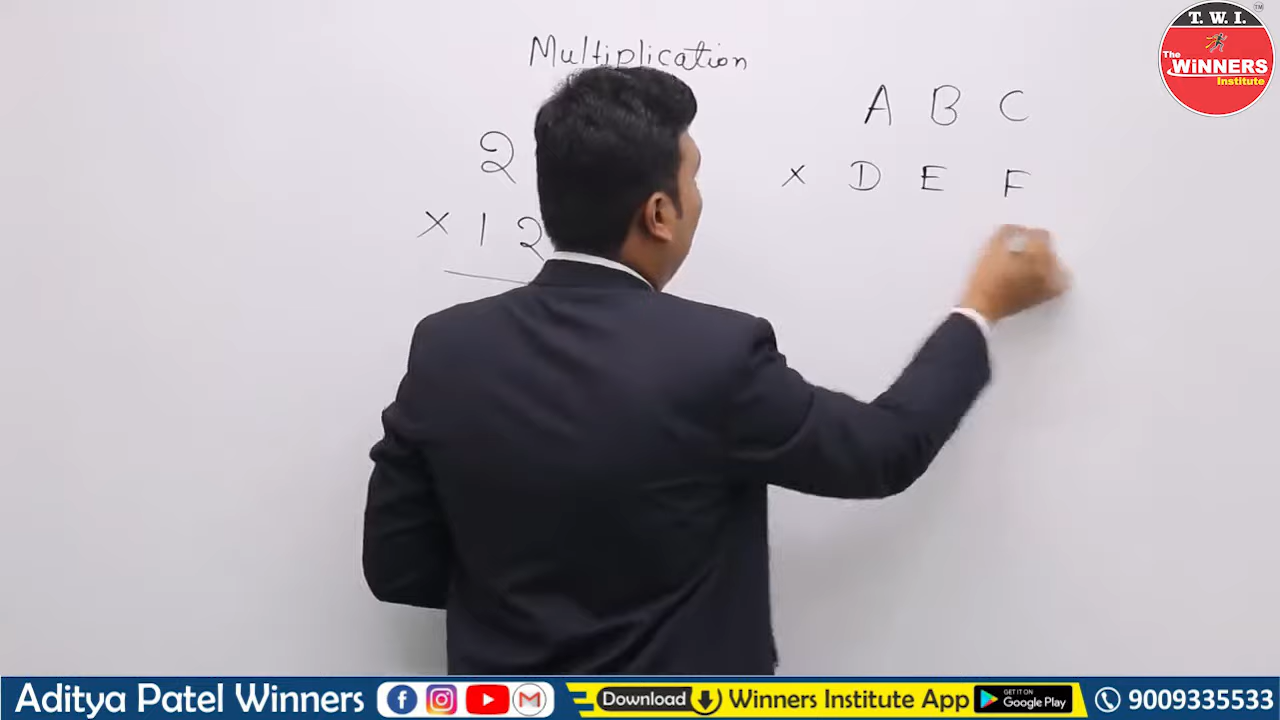 T. W. I.
The
WiNNERS
Institute
TM
Multiplication
A B C
× D E F
2
× 1 2
Aditya Patel Winners
Download Winners Institute App
GET IT ON
Google Play
9009335533